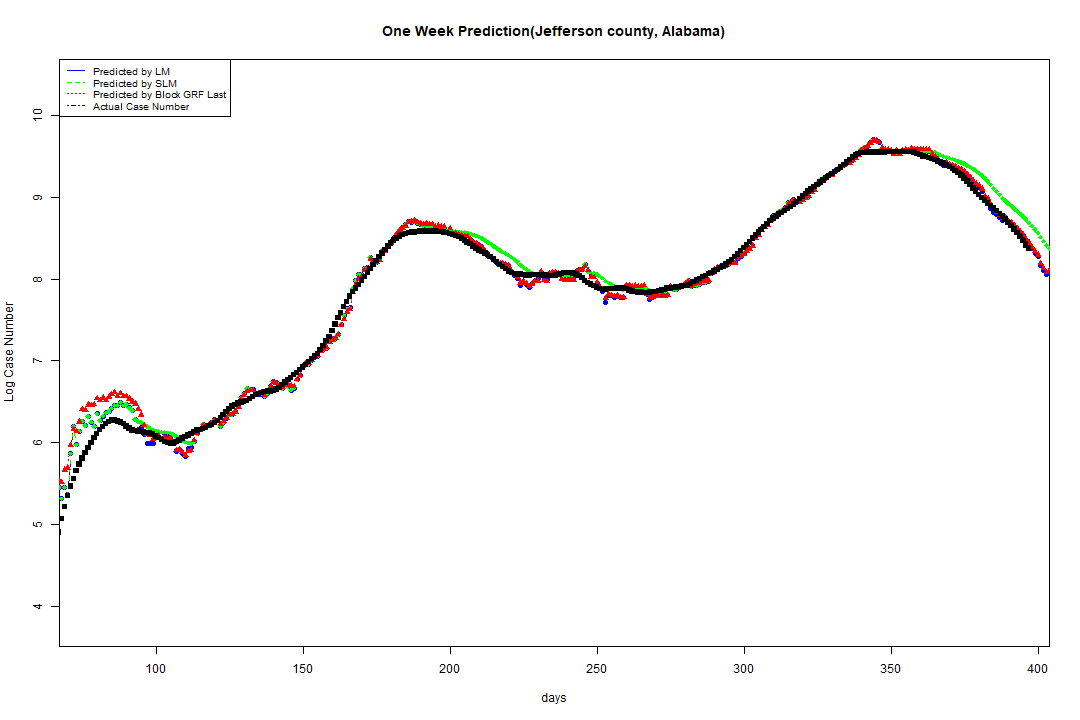 One Week Prediction(Jefferson county, Alabama)
Predicted by LM
Predicted by SLM
Predicted by Block GRF Last
Actual Case Number
10
9
8
7
6
5
4
Log Case Number
100 150 200 250 300 350 400
days